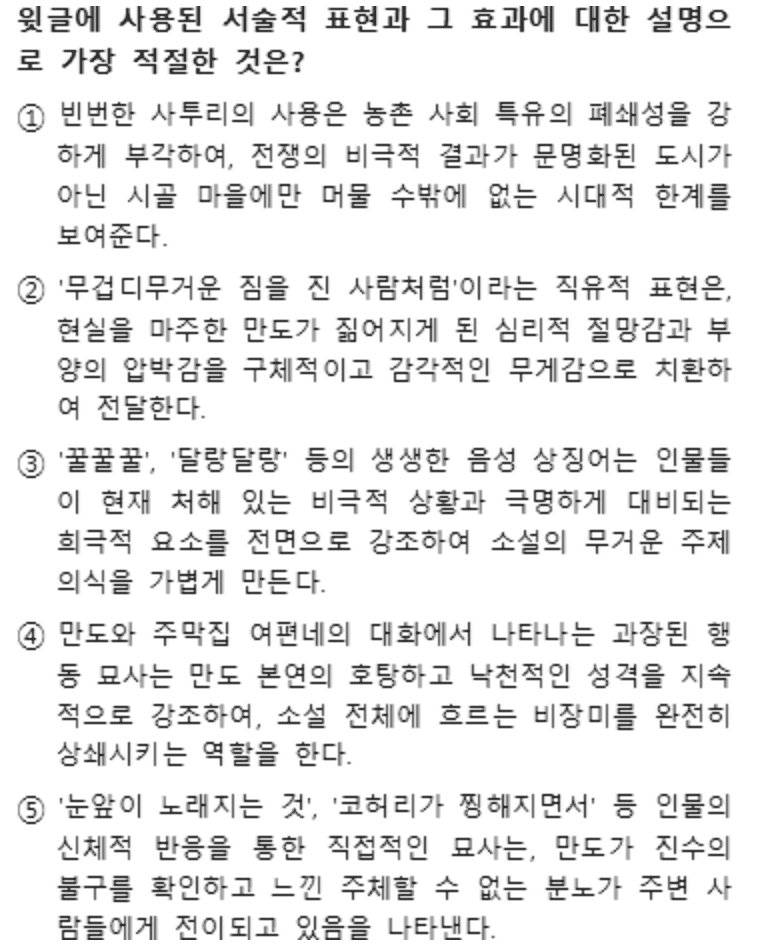 윗글에 사용된 서술적 표현과 그 효과에 대한 설명으
로 가장 적절한 것은?
① 빈번한 사투리의 사용은 농촌 사회 특유의 폐쇄성을 강
하게 부각하여, 전쟁의 비극적 결과가 문명화된 도시가
아닌 시골 마을에만 머물 수밖에 없는 시대적 한계를
보여준다.
② '무겁디무거운 짐을 진 사람처럼'이라는 직유적 표현은,
현실을 마주한 만도가 짊어지게 된 심리적 절망감과 부
양의 압박감을 구체적이고 감각적인 무게감으로 치환하
여 전달한다.
③ '꿀꿀꿀', '달랑달랑' 등의 생생한 음성 상징어는 인물들
이 현재 처해 있는 비극적 상황과 극명하게 대비되는
희극적 요소를 전면으로 강조하여 소설의 무거운 주제
의식을 가볍게 만든다.
④ 만도와 주막집 여편네의 대화에서 나타나는 과장된 행
동 묘사는 만도 본연의 호탕하고 낙천적인 성격을 지속
적으로 강조하여, 소설 전체에 흐르는 비장미를 완전히
상쇄시키는 역할을 한다.
⑤ '눈앞이 노래지는 것', '코허리가 찡해지면서' 등 인물의
신체적 반응을 통한 직접적인 묘사는, 만도가 진수의
불구를 확인하고 느낀 주체할 수 없는 분노가 주변 사
람들에게 전이되고 있음을 나타낸다.